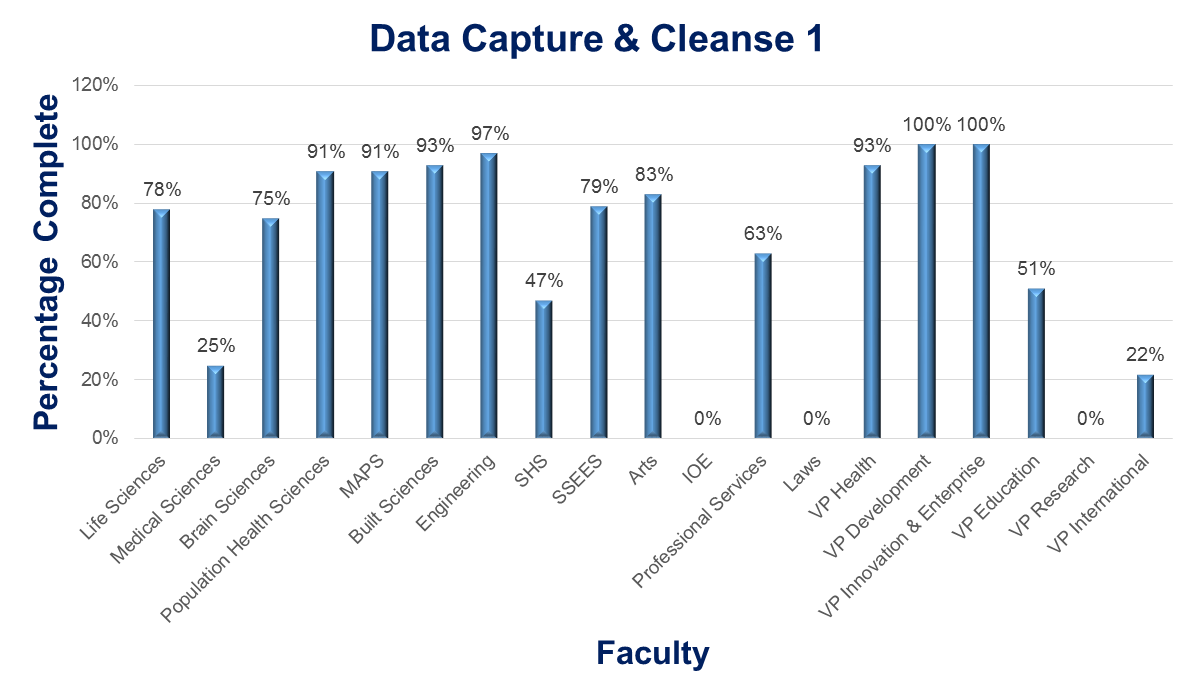 Data Capture & Cleanse 1
Percentage Complete
120%
100%
80%
60%
40%
20%
0%
78%
25%
75%
91%
91%
93%
97%
47%
79%
83%
0%
63%
0%
93%
100%
100%
51%
0%
22%
Life Sciences
Medical Sciences
Brain Sciences
Population Health Sciences
MAPS
Built Sciences
Engineering
SHS
SSEES
Arts
IOE
Professional Services
Laws
VP Health
VP Development
VP Innovation & Enterprise
VP Education
VP Research
VP International
Faculty